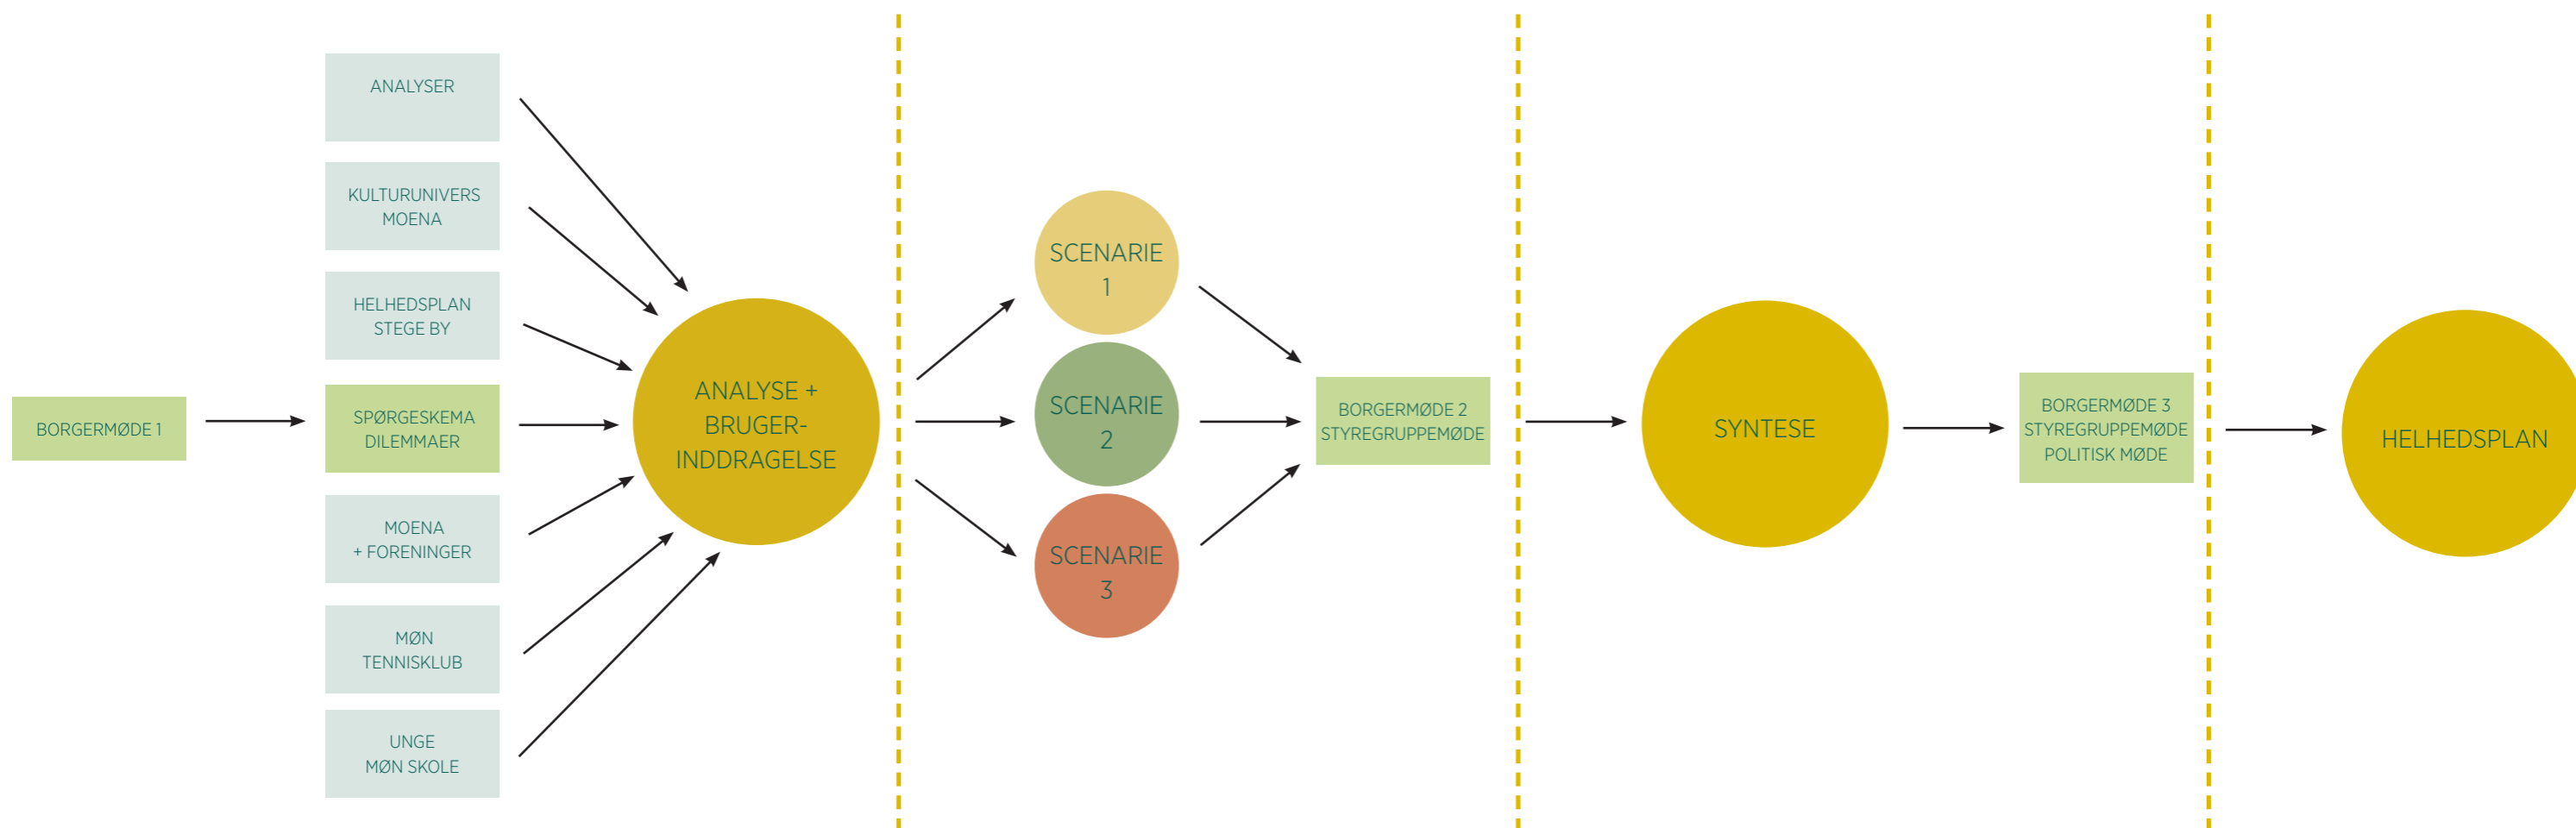 BORGERMØDE 1
ANALYSER
KULTURUNIVERS
MOENA
HELHEDSPLAN
STEGE BY
SPØRGESKEMA
DILEMMAER
MOENA
+ FORENINGER
MØN
TENNISKLUB
UNGE
MØN SKOLE
ANALYSE +
BRUGER-
INDDRAGELSE
SCENARIE
1
SCENARIE
2
SCENARIE
3
BORGERMØDE 2
STYREGRUPPEMØDE
SYNTESE
BORGERMØDE 3
STYREGRUPPEMØDE
POLITISK MØDE
HELHEDSPLAN